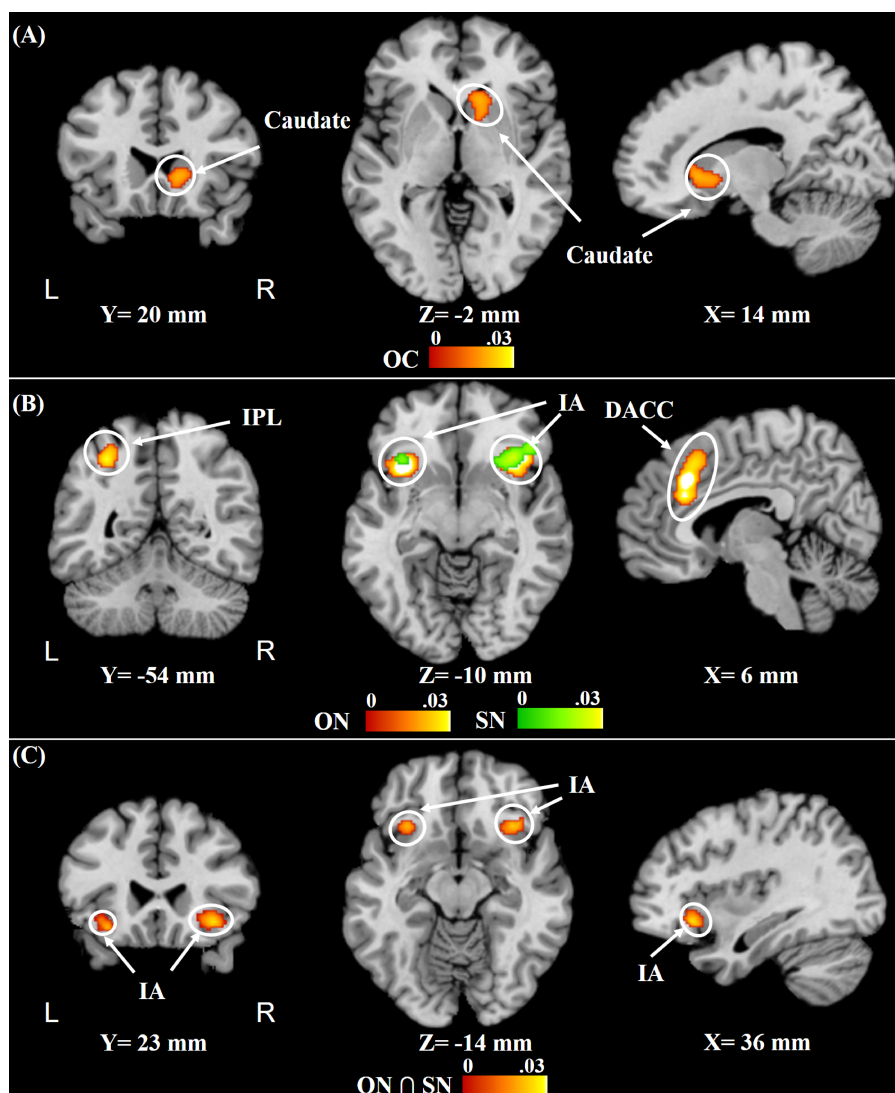 (A)
Caudate
Caudate
L R
Y= 20 mm Z= -2 mm X= 14 mm
0 .03
OC
(B)
IPL IA DACC
L R
Y= -54 mm Z= -10 mm X= 6 mm
0 .03 0 .03
ON SN
(C)
IA
IA IA
L R
Y= 23 mm Z= -14 mm X= 36 mm
0 .03
ON ∩ SN